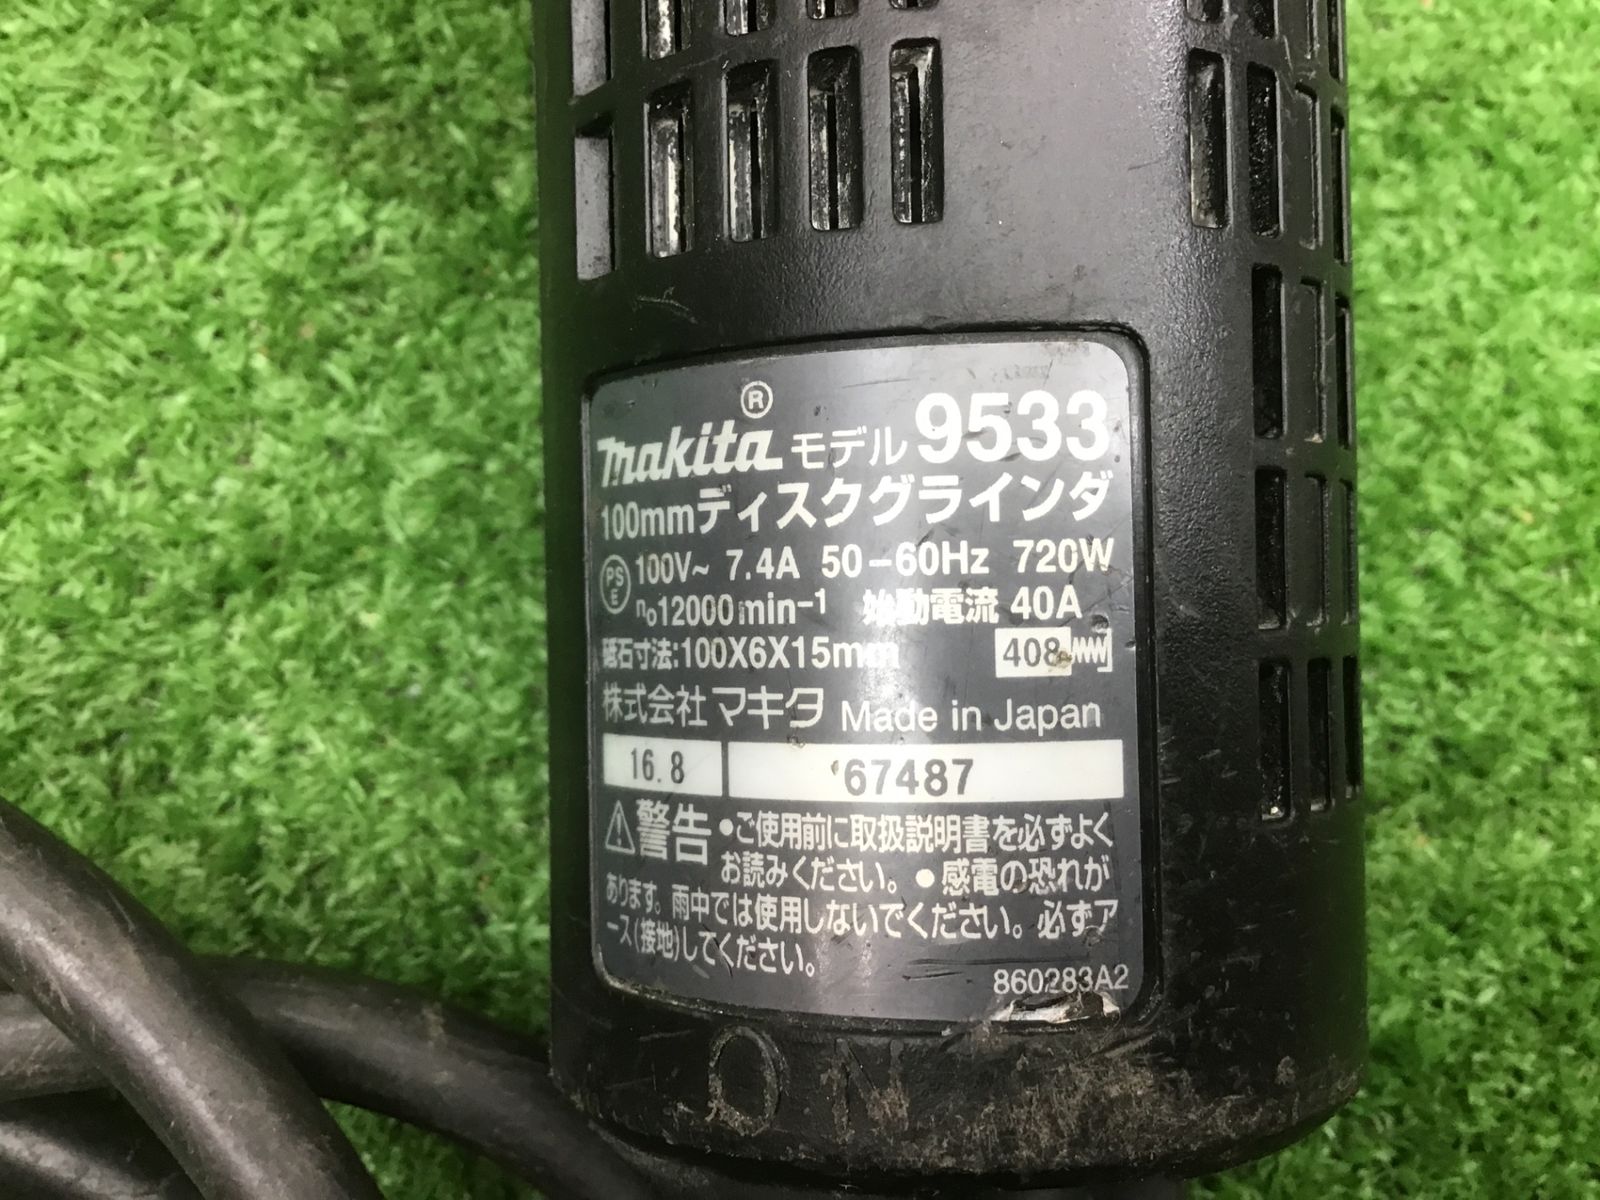 ®
makita モデル 9533
100mmディスクグラインダ
PSE 100V~ 7.4A 50-60Hz 720W
n₀12000min⁻¹ 始動電流 40A
砥石寸法:100X6X15mm 408
株式会社 マキタ Made in Japan
16.8 67487
警告 •ご使用前に取扱説明書を必ずよく
お読みください。•感電の恐れが
あります。雨中では使用しないでください。必ずア
ース(接地)してください。
860283A2
ON